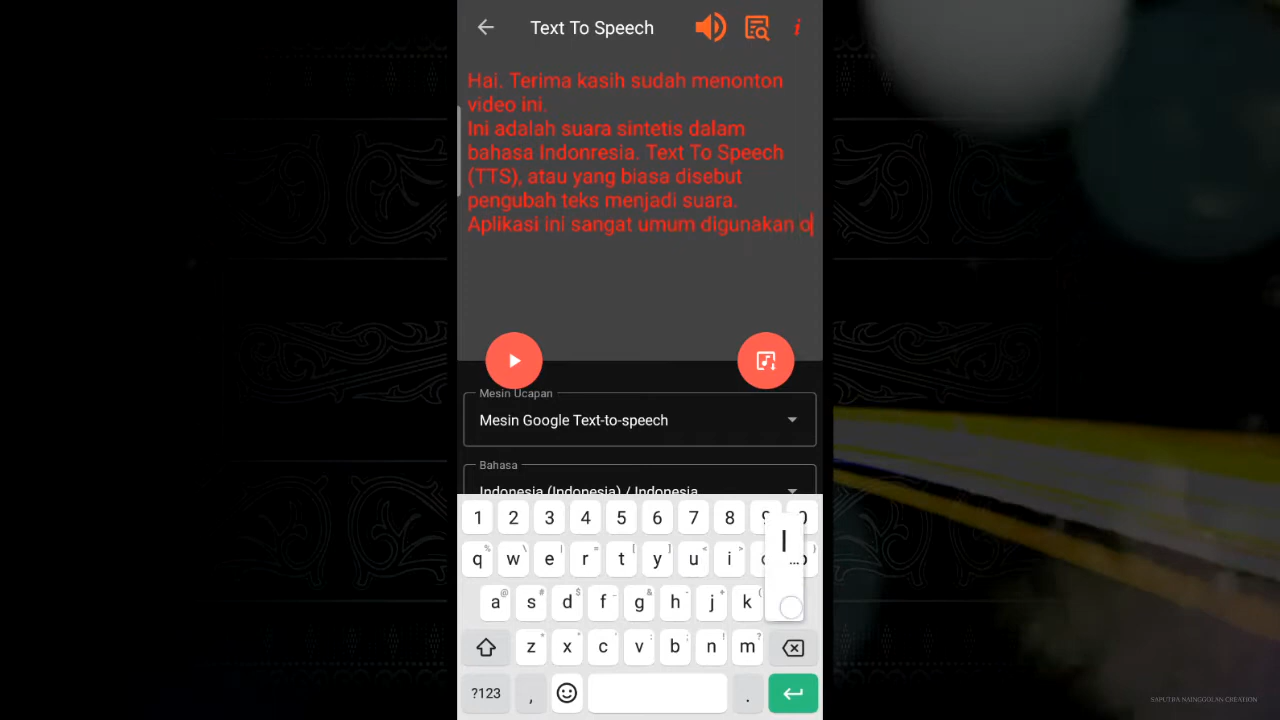 Text To Speech
Hai. Terima kasih sudah menonton
video ini.
Ini adalah suara sintetis dalam
bahasa Indonresia. Text To Speech
(TTS), atau yang biasa disebut
pengubah teks menjadi suara.
Aplikasi ini sangat umum digunakan o
Mesin Ucapan
Mesin Google Text-to-speech
Bahasa
Indonesia (Indonesia) / Indonesia
1 2 3 4 5 6 7 8 9 0
q w e r t y u i o p
l
a s d f g h j k
z x c v b n m
?123 , .
SAPUTRA NAINGGOLAN CREATION